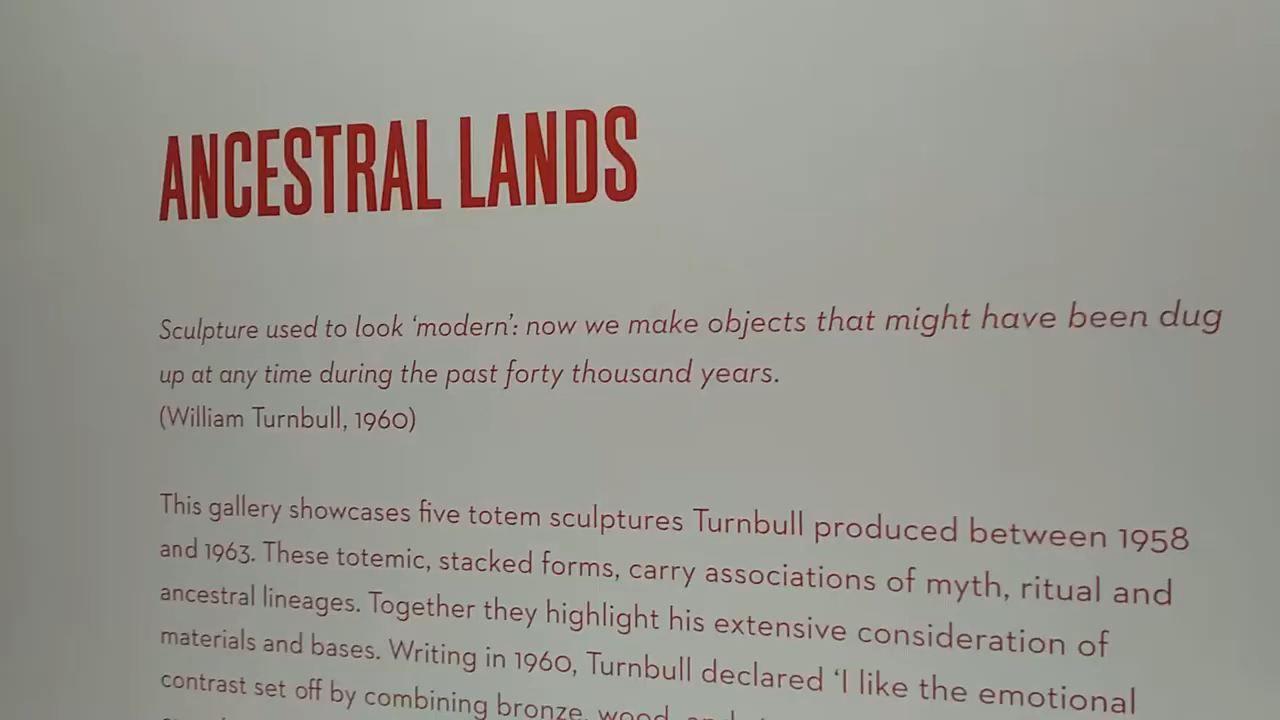 ANCESTRAL LANDS
Sculpture used to look ‘modern’: now we make objects that might have been dug
up at any time during the past forty thousand years.
(William Turnbull, 1960)
This gallery showcases five totem sculptures Turnbull produced between 1958
and 1963. These totemic, stacked forms, carry associations of myth, ritual and
ancestral lineages. Together they highlight his extensive consideration of
materials and bases. Writing in 1960, Turnbull declared ‘I like the emotional
contrast set off by combining bronze, wood, and